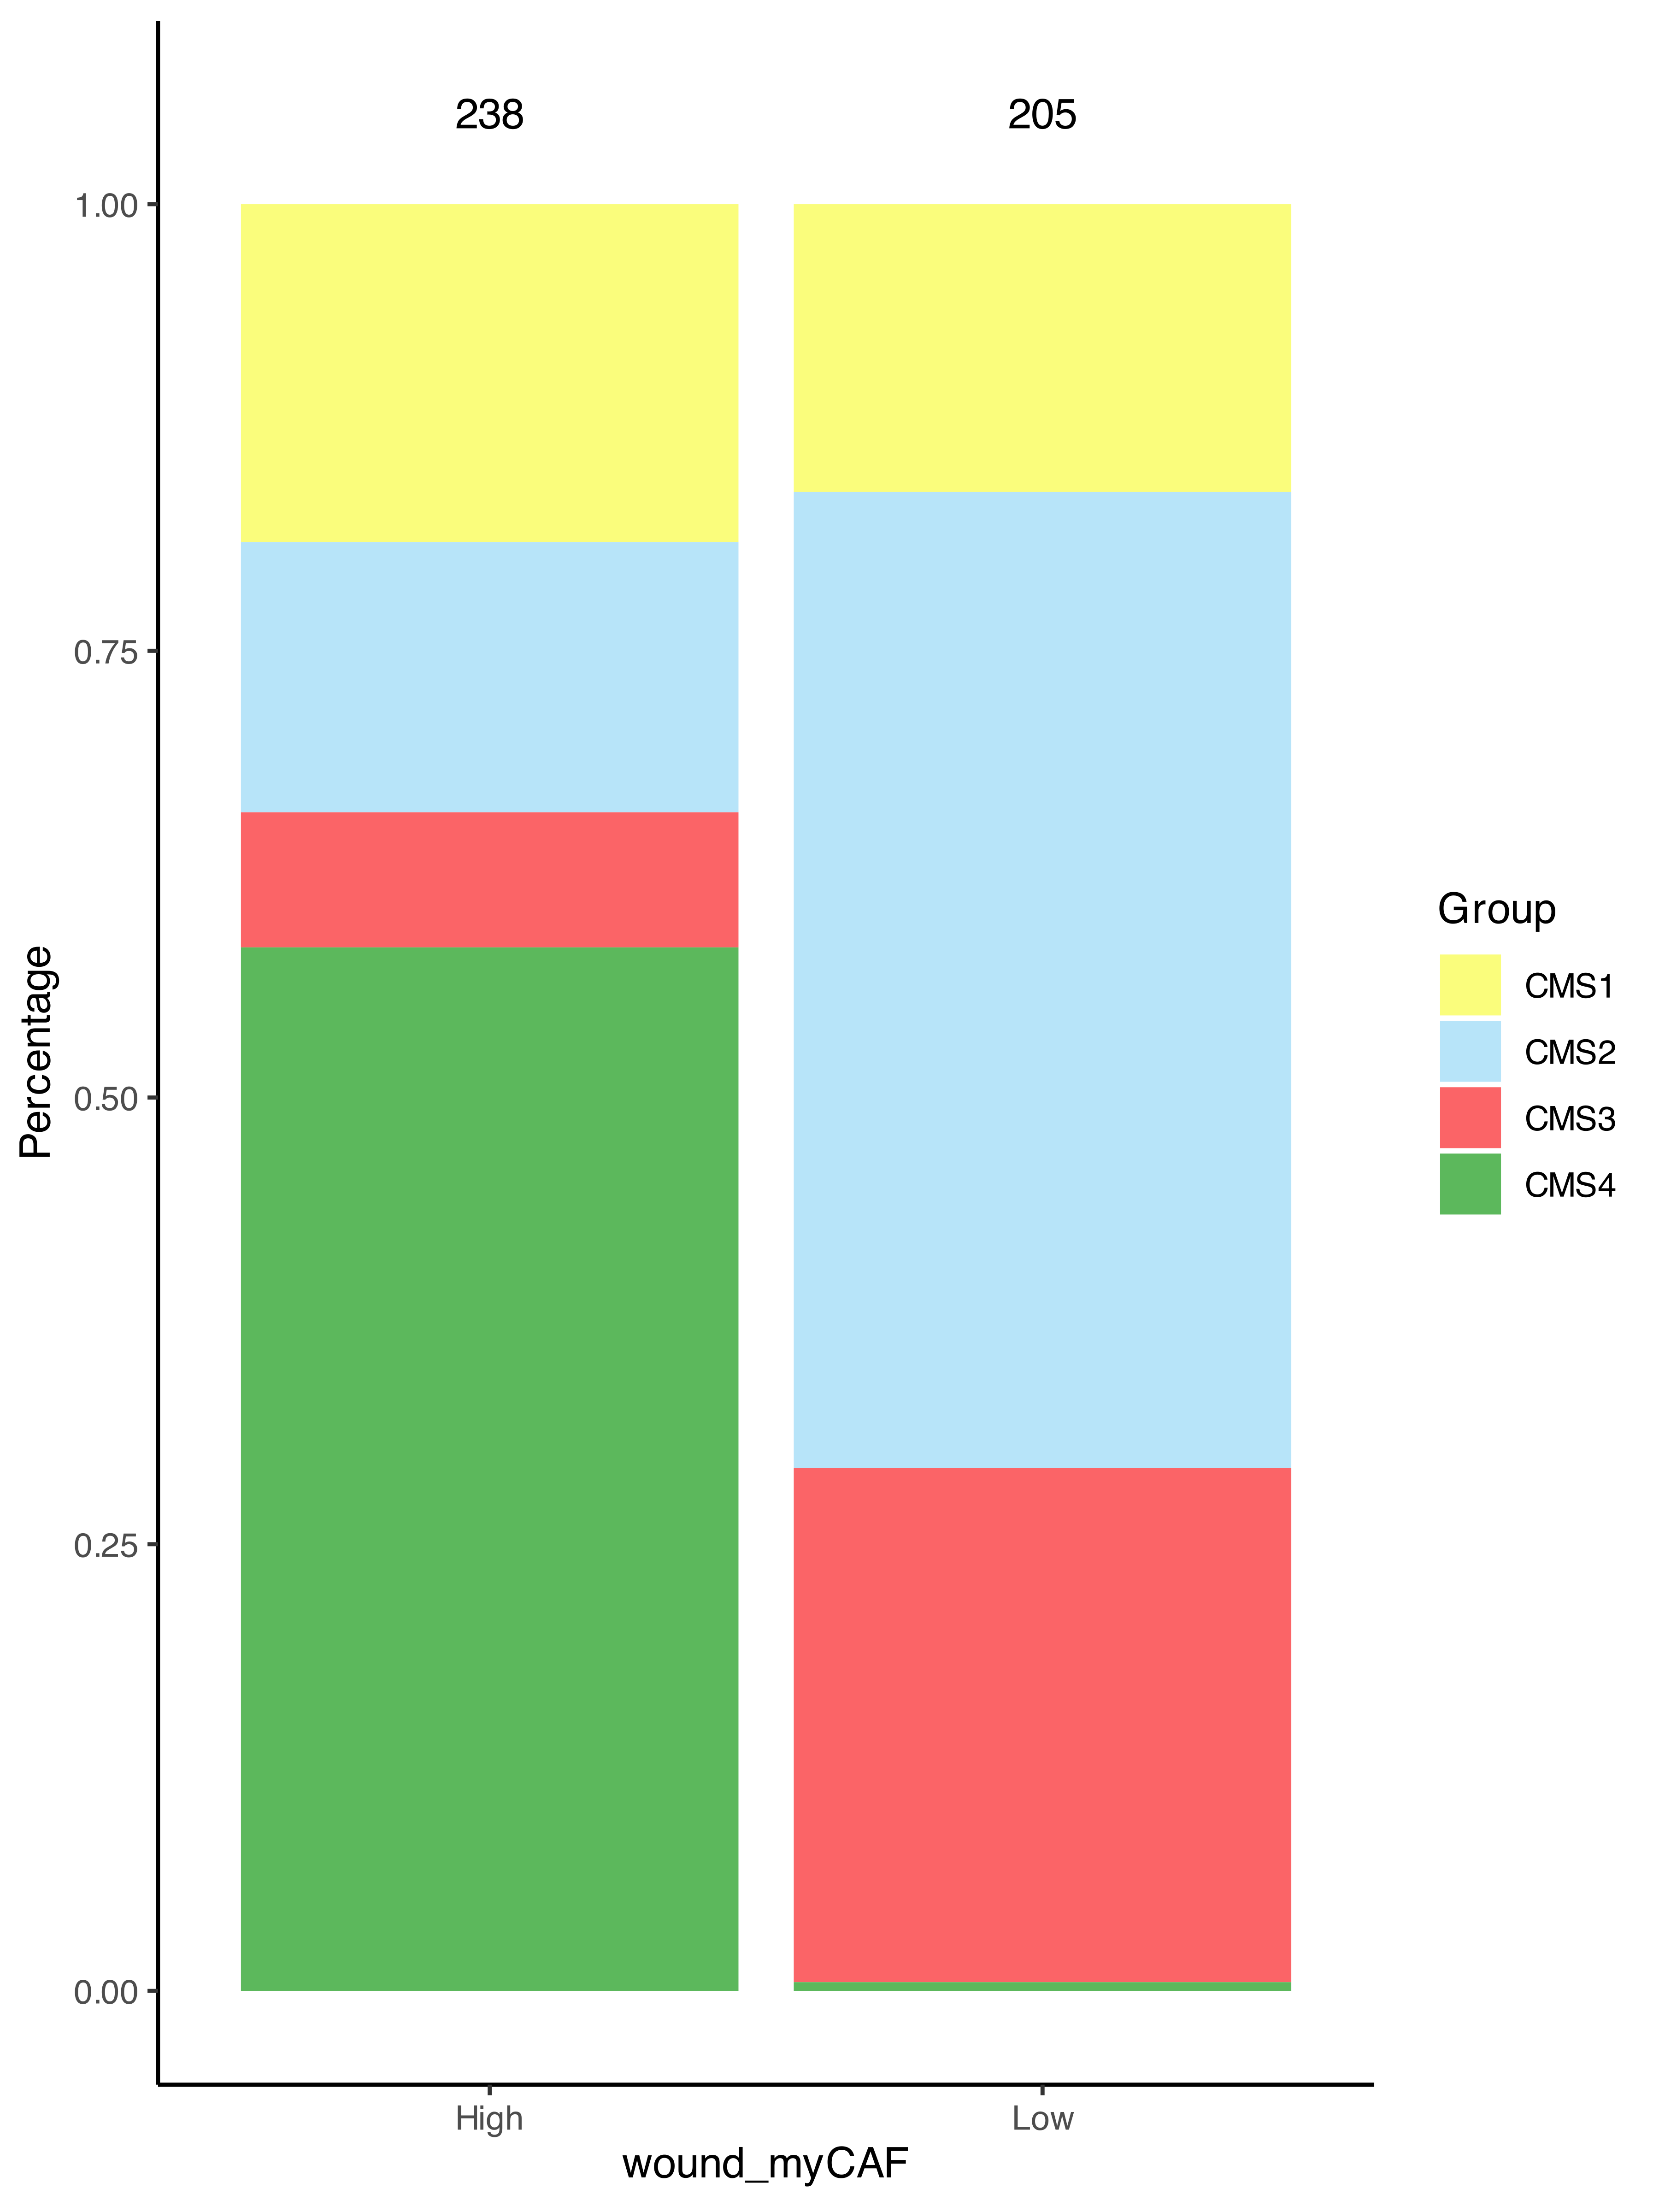 238
205
1.00
0.75
0.50
0.25
0.00
Percentage
High
Low
wound_myCAF
Group
CMS1
CMS2
CMS3
CMS4